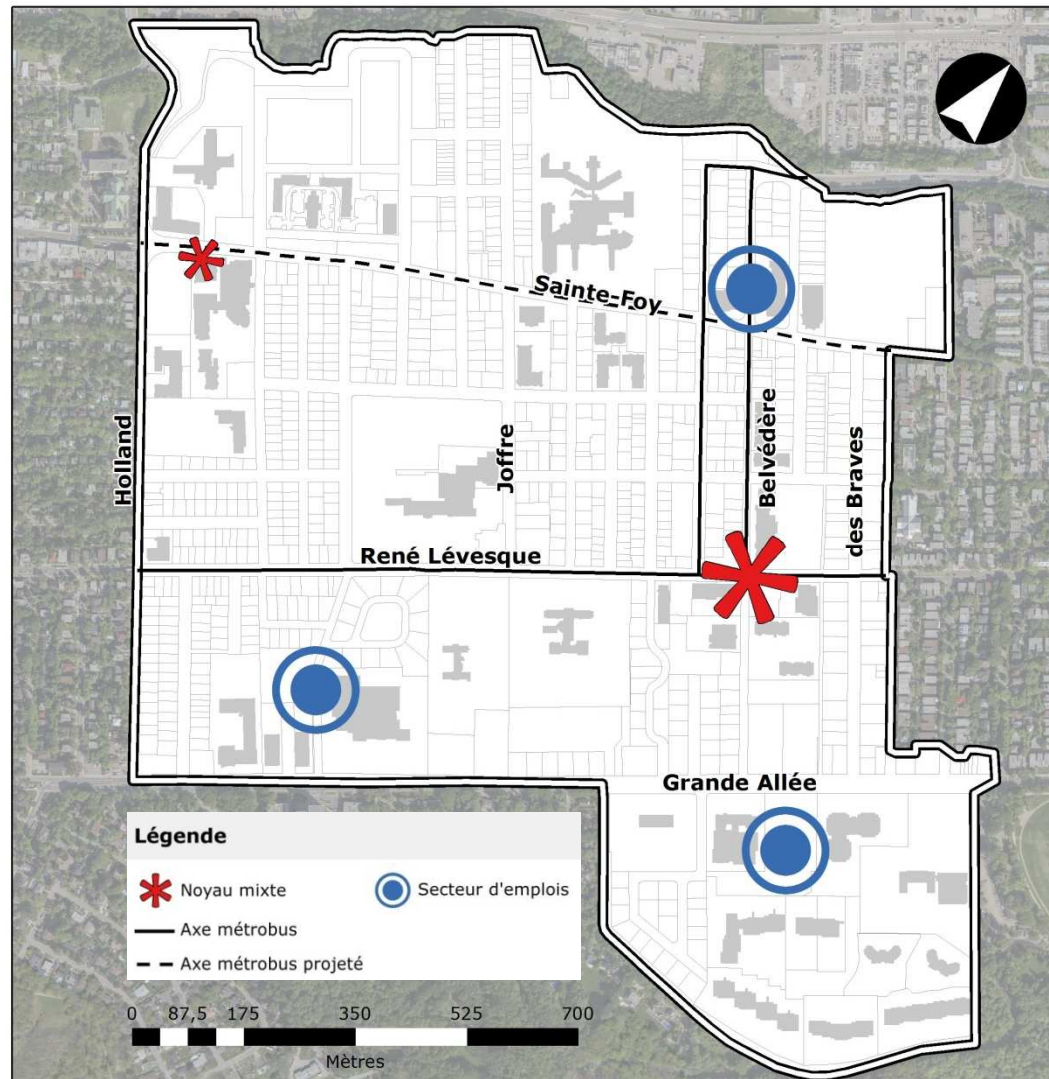 Sainte-Foy
Holland
Joffre
Belvédère
des Braves
René Lévesque
Grande Allée
Légende
Noyau mixte
Secteur d'emplois
Axe métrobus
Axe métrobus projeté
0 87,5 175 350 525 700
Mètres